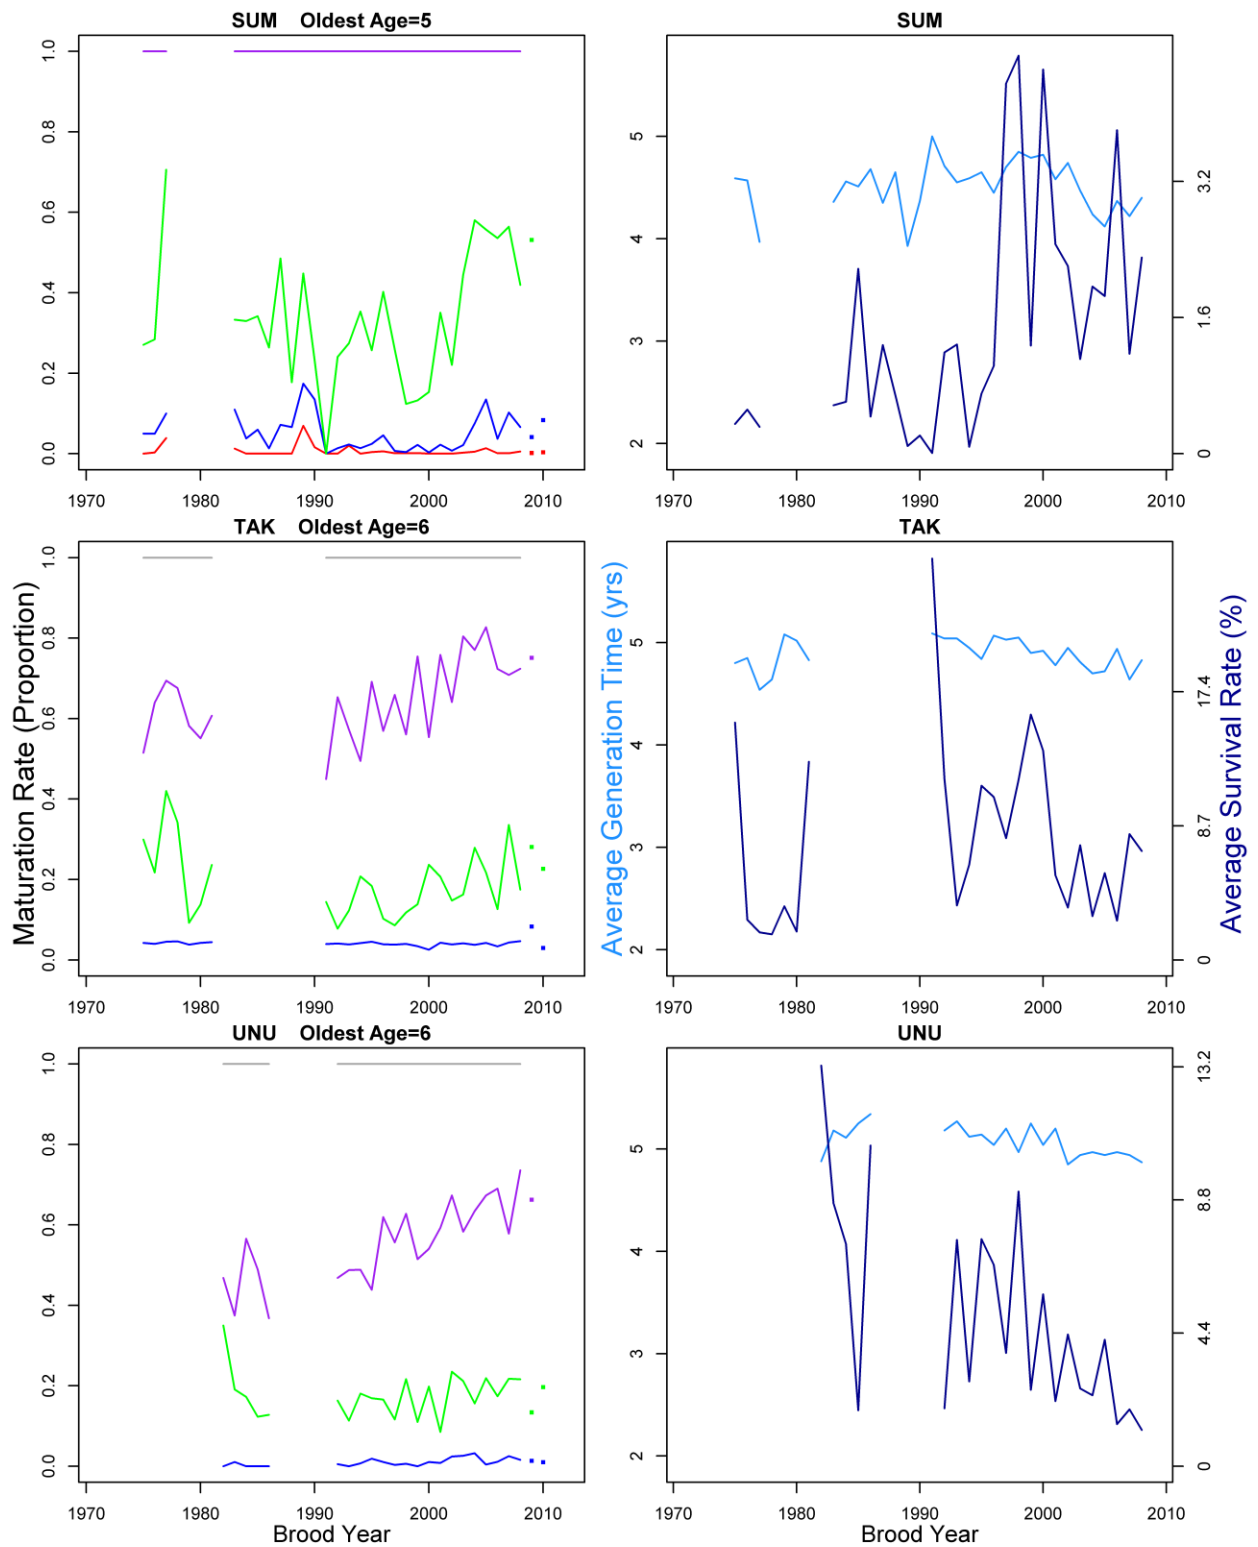 SUM Oldest Age=5
1.0
0.8
0.6
0.4
0.2
0.0
1970 1980 1990 2000 2010
SUM
5
4
3
2
3.2
1.6
0
1970 1980 1990 2000 2010
TAK Oldest Age=6
1.0
0.8
0.6
0.4
0.2
0.0
1970 1980 1990 2000 2010
Maturation Rate (Proportion)
TAK
5
4
3
2
17.4
8.7
0
1970 1980 1990 2000 2010
Average Generation Time (yrs)
Average Survival Rate (%)
UNU Oldest Age=6
1.0
0.8
0.6
0.4
0.2
0.0
1970 1980 1990 2000 2010
Brood Year
UNU
5
4
3
2
13.2
8.8
4.4
0
1970 1980 1990 2000 2010
Brood Year